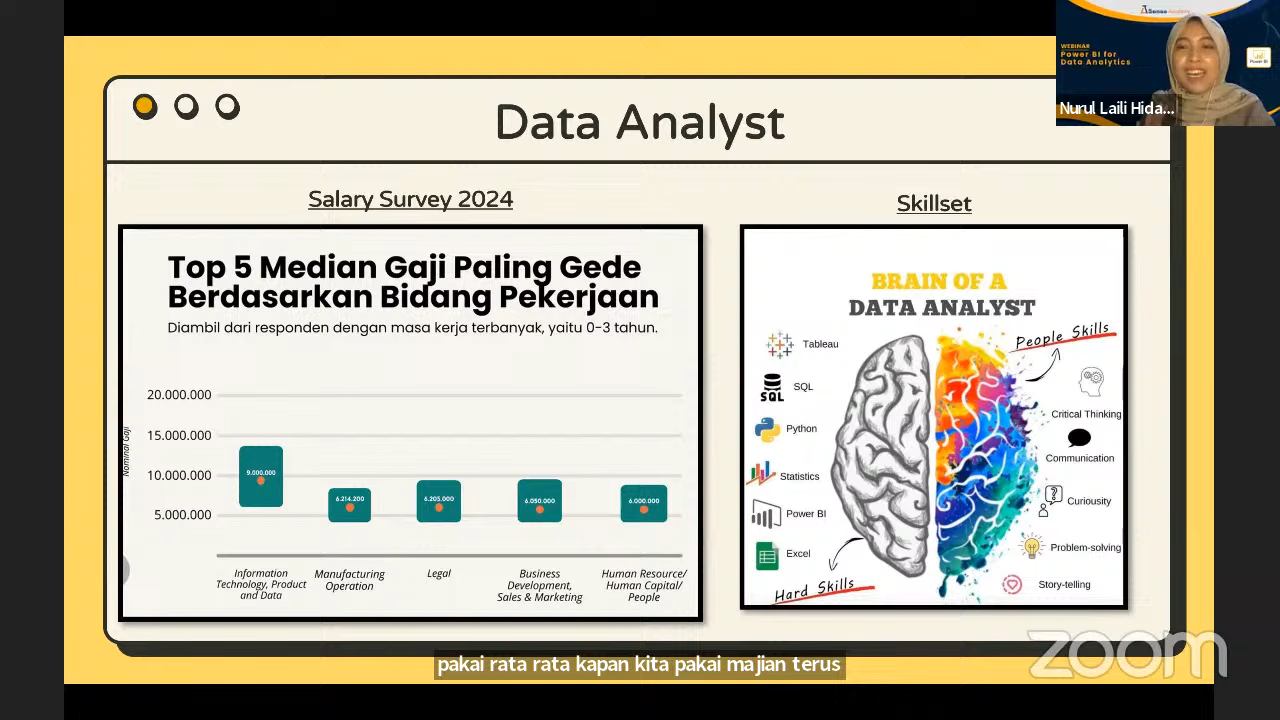 Data Analyst
Salary Survey 2024
Top 5 Median Gaji Paling Gede
Berdasarkan Bidang Pekerjaan
Diambil dari responden dengan masa kerja terbanyak, yaitu 0-3 tahun.
Nominal Gaji
20.000.000
15.000.000
10.000.000
5.000.000
9.000.000
6.214.200
6.205.000
6.050.000
6.000.000
Information
Technology, Product
and Data
Manufacturing
Operation
Legal
Business
Development,
Sales & Marketing
Human Resource/
Human Capital/
People
Skillset
BRAIN OF A
DATA ANALYST
People Skills
Tableau
SQL
SQL
Python
Statistics
Power BI
Excel
Hard Skills
Critical Thinking
Communication
Curiousity
Problem-solving
Story-telling
WEBINAR
Power BI for
Data Analytics
Power BI
Nurul Laili Hida...
pakai rata rata kapan kita pakai majian terus
zoom